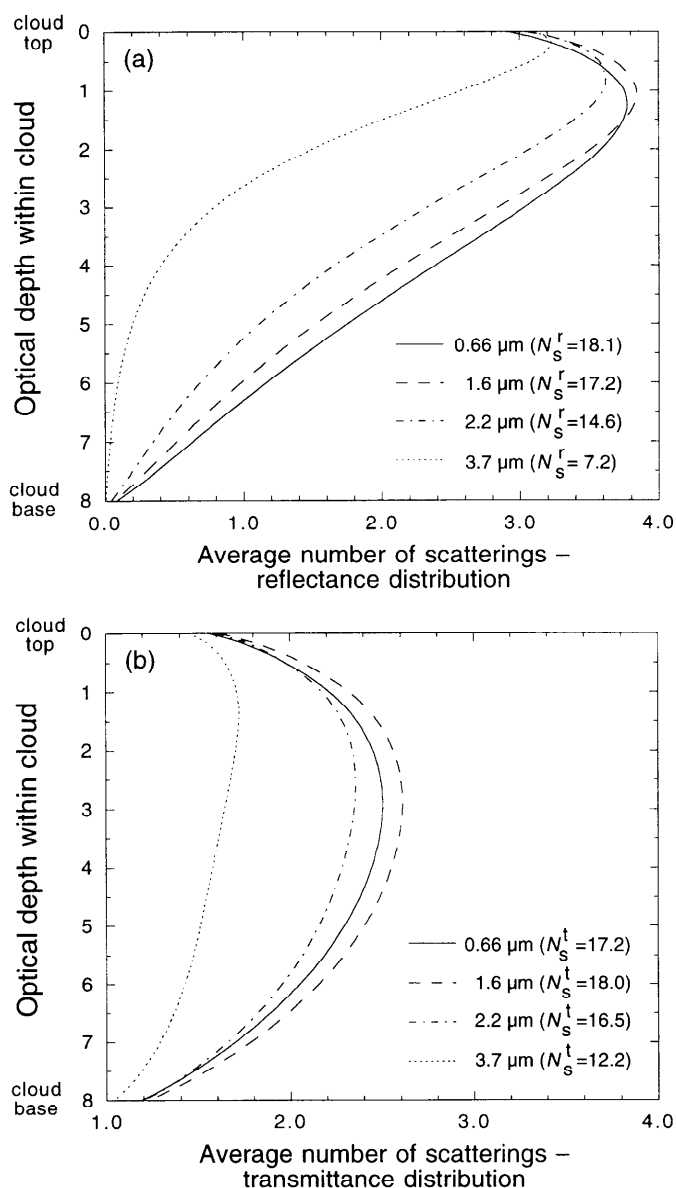 cloud top
(a)
0
1
2
3
4
5
6
7
8
cloud base
Optical depth within cloud
0.66 µm (N_s^r=18.1)
1.6 µm (N_s^r=17.2)
2.2 µm (N_s^r=14.6)
3.7 µm (N_s^r= 7.2)
0.0 1.0 2.0 3.0 4.0
Average number of scatterings –
reflectance distribution
cloud top
(b)
0
1
2
3
4
5
6
7
8
cloud base
Optical depth within cloud
0.66 µm (N_s^t=17.2)
1.6 µm (N_s^t=18.0)
2.2 µm (N_s^t=16.5)
3.7 µm (N_s^t=12.2)
1.0 2.0 3.0 4.0
Average number of scatterings –
transmittance distribution